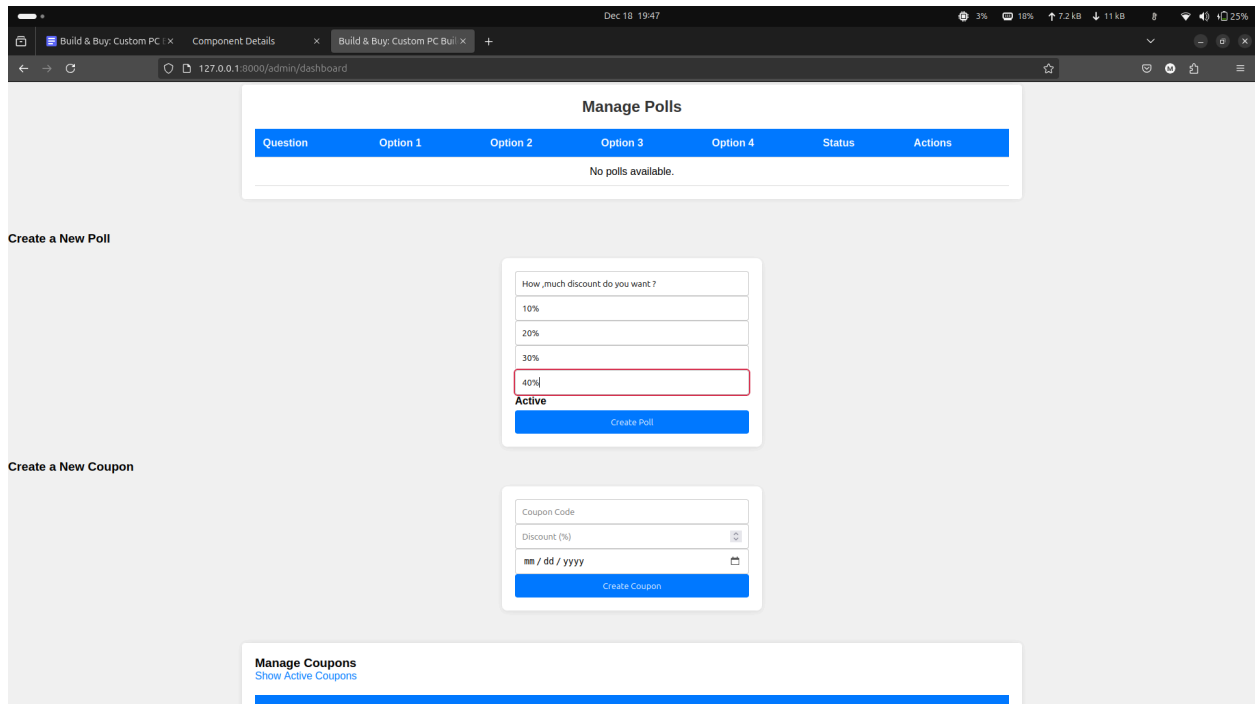 Dec 18 19:47
3% 18% 7.2 kB 11 kB 25%
Build & Buy: Custom PC Component Details Build & Buy: Custom PC Buil
127.0.0.1:8000/admin/dashboard
Manage Polls
Question Option 1 Option 2 Option 3 Option 4 Status Actions
No polls available.
Create a New Poll
How ,much discount do you want ?
10%
20%
30%
40%
Active
Create Poll
Create a New Coupon
Coupon Code
Discount (%)
mm / dd / yyyy
Create Coupon
Manage Coupons
Show Active Coupons